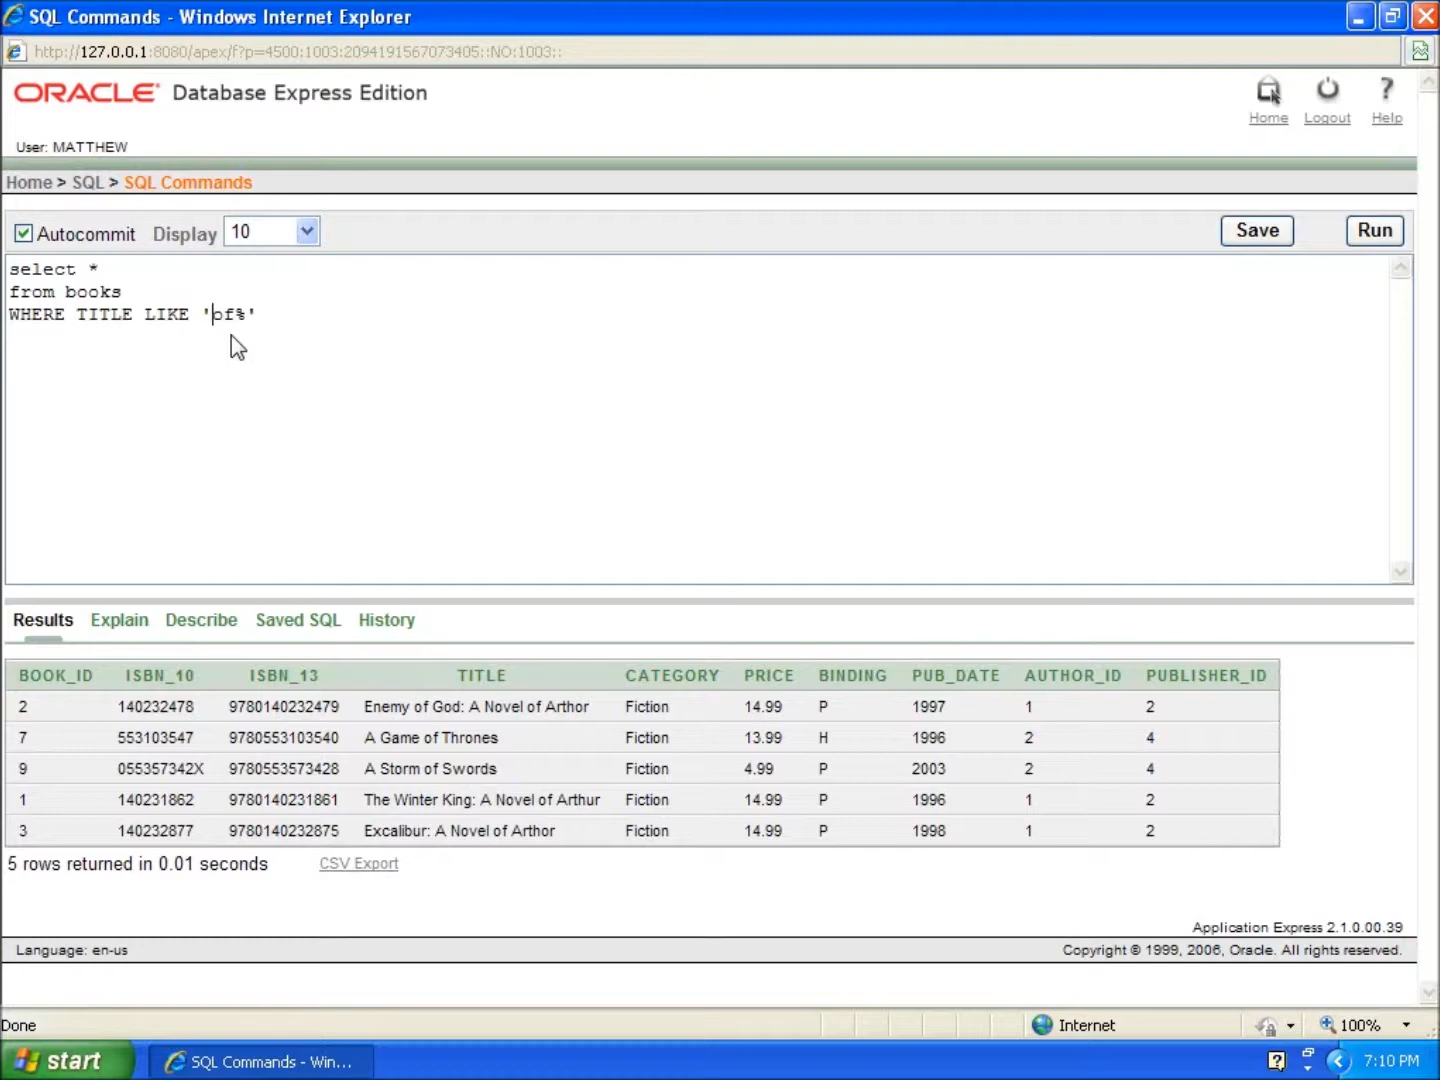 SQL Commands - Windows Internet Explorer
http://127.0.0.1:8080/apex/f?p=4500:1003:2094191567073405::NO:1003::
ORACLE Database Express Edition
Home Logout Help
User: MATTHEW
Home > SQL > SQL Commands
Autocommit Display 10 Save Run
select *
from books
WHERE TITLE LIKE 'of%'
Results Explain Describe Saved SQL History
BOOK_ID ISBN_10 ISBN_13 TITLE CATEGORY PRICE BINDING PUB_DATE AUTHOR_ID PUBLISHER_ID
2 140232478 9780140232479 Enemy of God: A Novel of Arthor Fiction 14.99 P 1997 1 2
7 553103547 9780553103540 A Game of Thrones Fiction 13.99 H 1996 2 4
9 055357342X 9780553573428 A Storm of Swords Fiction 4.99 P 2003 2 4
1 140231862 9780140231861 The Winter King: A Novel of Arthur Fiction 14.99 P 1996 1 2
3 140232877 9780140232875 Excalibur: A Novel of Arthor Fiction 14.99 P 1998 1 2
5 rows returned in 0.01 seconds CSV Export
Application Express 2.1.0.00.39
Language: en-us Copyright © 1999, 2006, Oracle. All rights reserved.
Done Internet 100%
start SQL Commands - Win... 7:10 PM